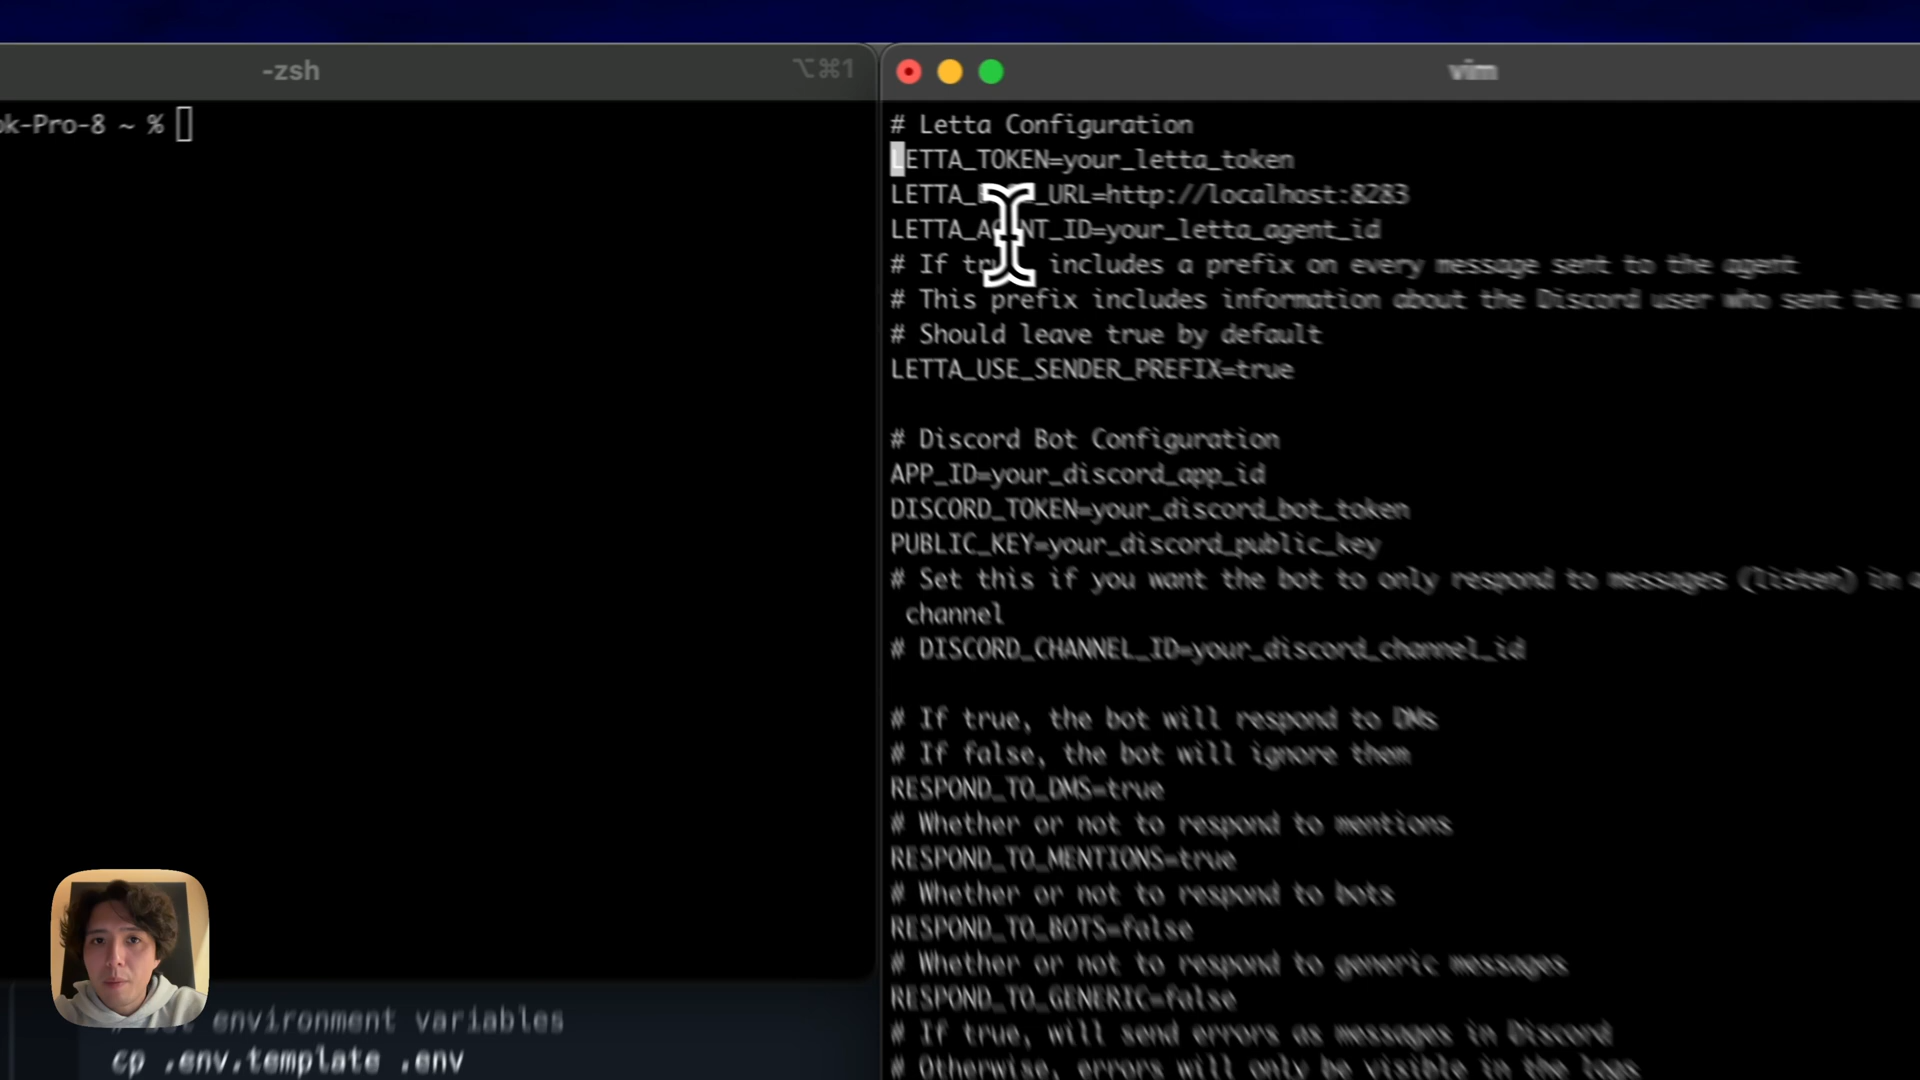 -zsh
⌥⌘1
ok-Pro-8 ~ %
environment variables
cp .env.template .env
vim
# Letta Configuration
LETTA_TOKEN=your_letta_token
LETTA_ _URL=http://localhost:8283
LETTA_AGENT_ID=your_letta_agent_id
# If true, includes a prefix on every message sent to the agent
# This prefix includes information about the Discord user who sent the m
# Should leave true by default
LETTA_USE_SENDER_PREFIX=true
# Discord Bot Configuration
APP_ID=your_discord_app_id
DISCORD_TOKEN=your_discord_bot_token
PUBLIC_KEY=your_discord_public_key
# Set this if you want the bot to only respond to messages (listen) in
channel
# DISCORD_CHANNEL_ID=your_discord_channel_id
# If true, the bot will respond to DMs
# If false, the bot will ignore them
RESPOND_TO_DMS=true
# Whether or not to respond to mentions
RESPOND_TO_MENTIONS=true
# Whether or not to respond to bots
RESPOND_TO_BOTS=false
# Whether or not to respond to generic messages
RESPOND_TO_GENERIC=false
# If true, will send errors as messages in Discord
# Otherwise, errors will only be visible in the logs